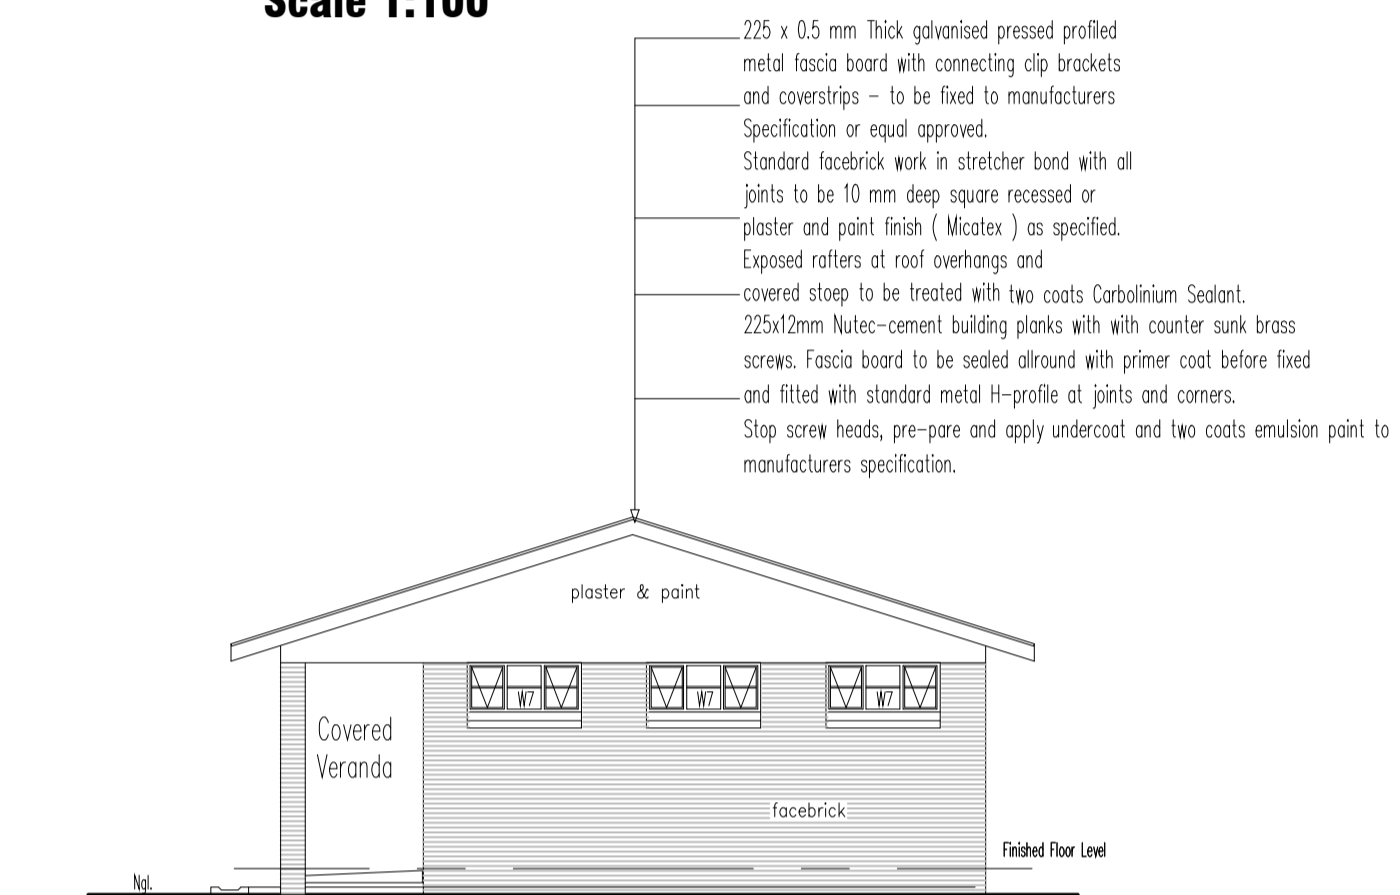 Scale 1:100
225 x 0.5 mm Thick galvanised pressed profiled
metal fascia board with connecting clip brackets
and coverstrips - to be fixed to manufacturers
Specification or equal approved.
Standard facebrick work in stretcher bond with all
joints to be 10 mm deep square recessed or
plaster and paint finish ( Micatex ) as specified.
Exposed rafters at roof overhangs and
covered stoep to be treated with two coats Carbolinium Sealant.
225x12mm Nutec-cement building planks with with counter sunk brass
screws. Fascia board to be sealed allround with primer coat before fixed
and fitted with standard metal H-profile at joints and corners.
Stop screw heads, pre-pare and apply undercoat and two coats emulsion paint to
manufacturers specification.
plaster & paint
W7
W7
W7
Covered
Veranda
facebrick
Finished Floor Level
Ngl.